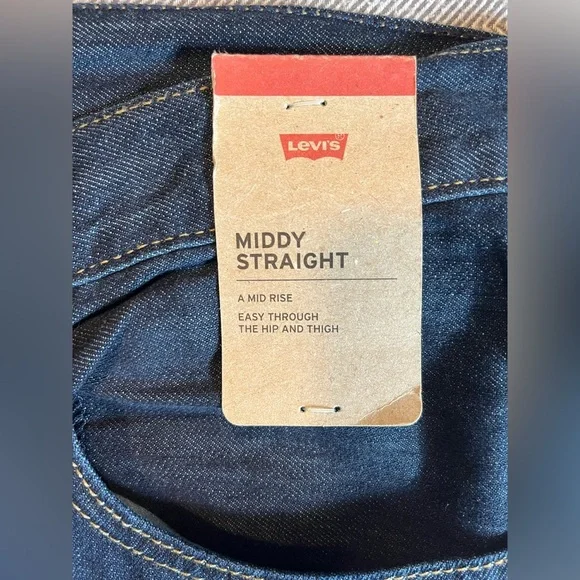 LEVI'S®
MIDDY
STRAIGHT
A MID RISE
EASY THROUGH
THE HIP AND THIGH